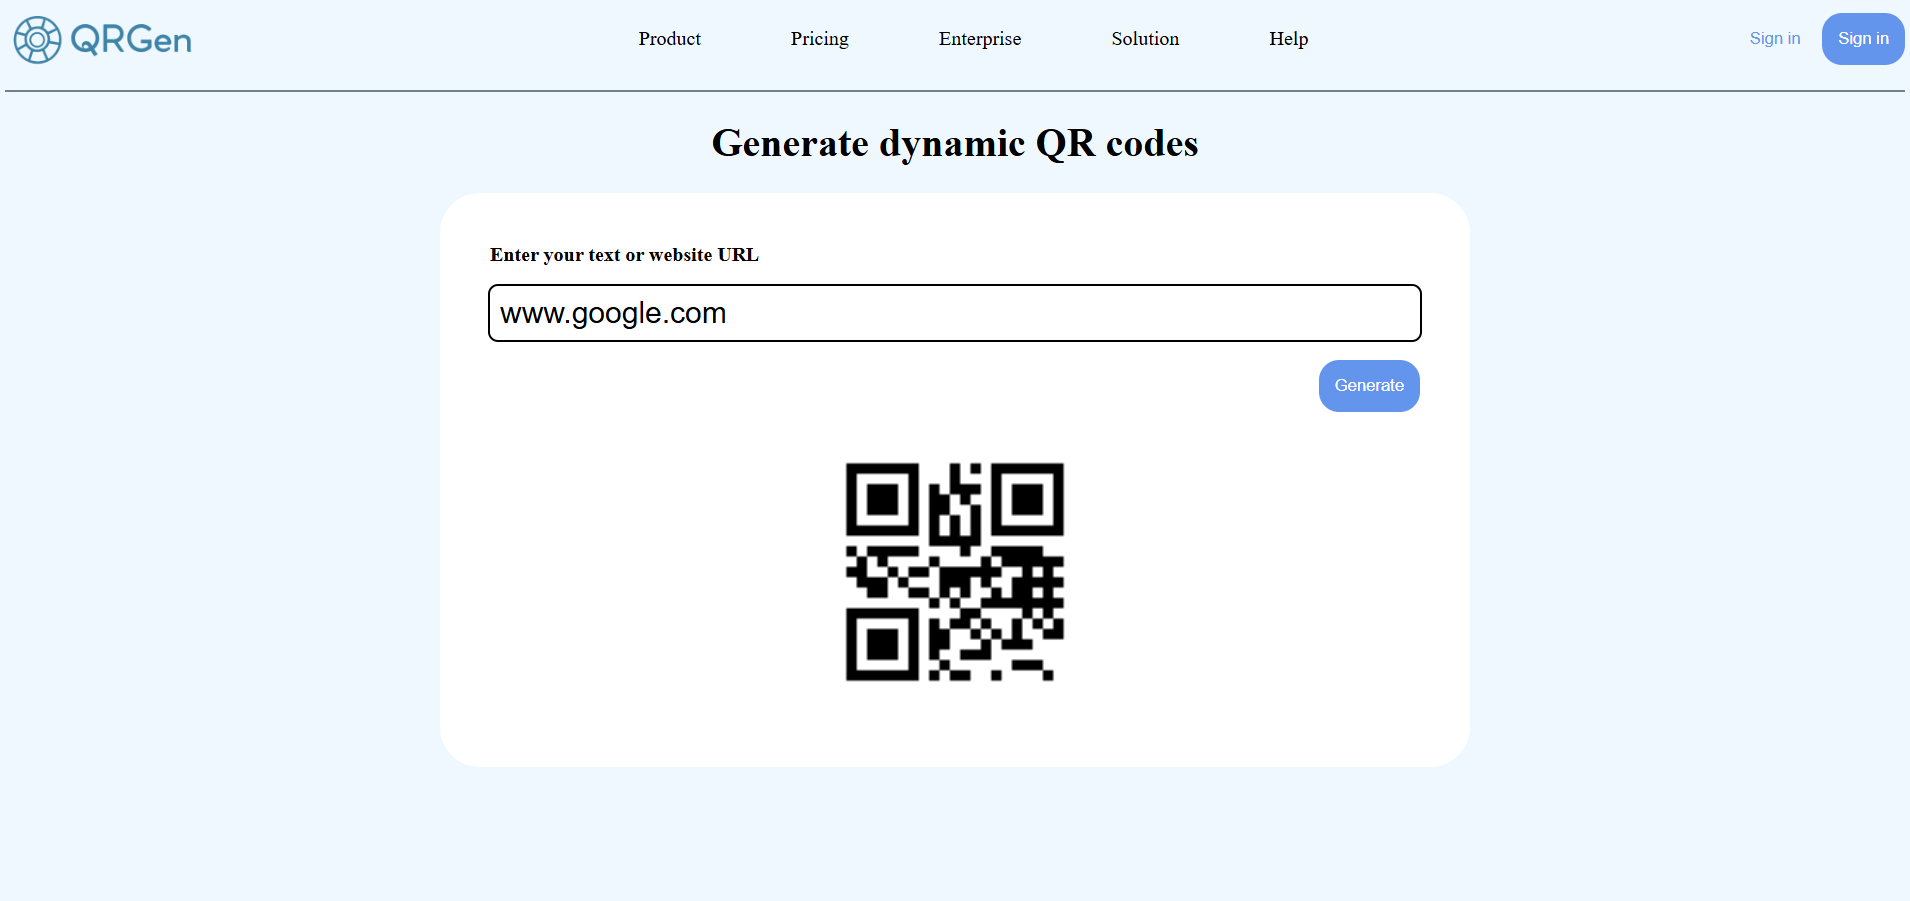 QRGen
Product Pricing Enterprise Solution Help
Sign in Sign in
Generate dynamic QR codes
Enter your text or website URL
www.google.com
Generate